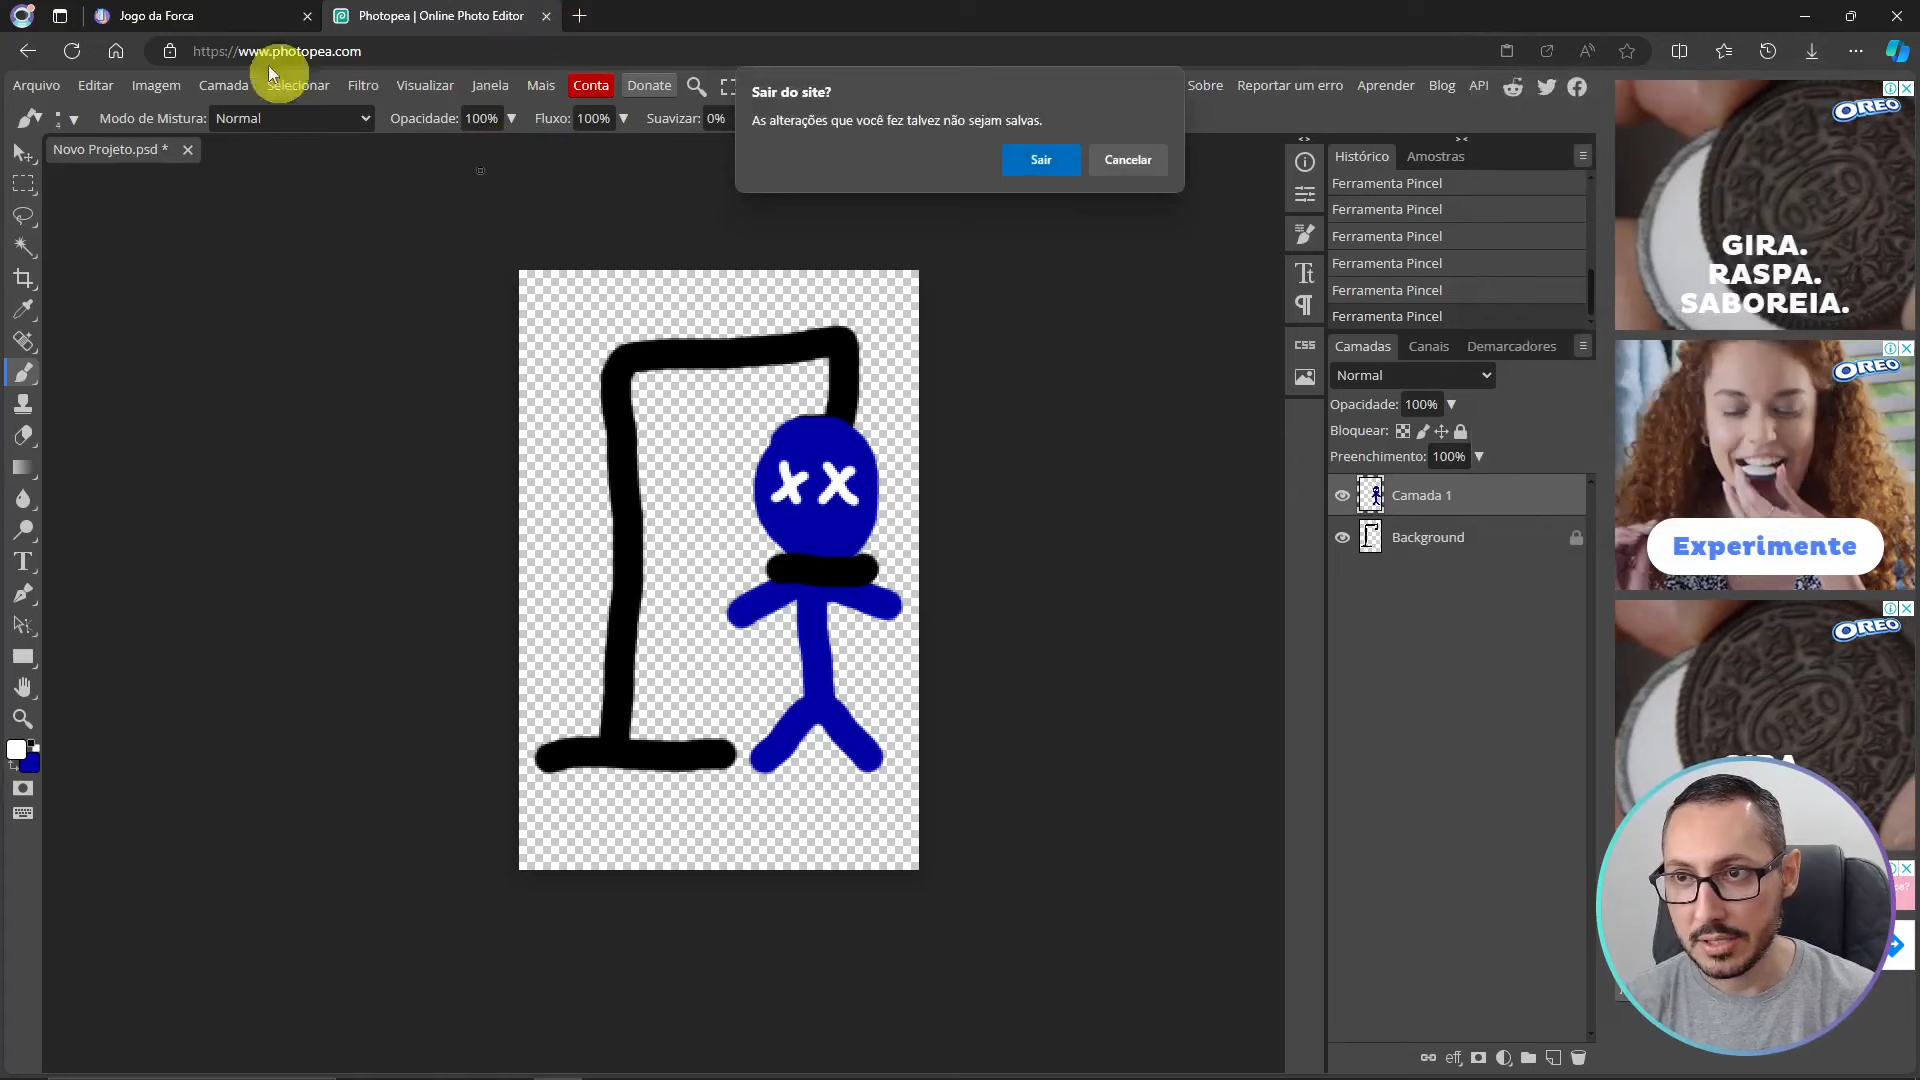 Jogo da Forca
Photopea | Online Photo Editor
https://www.photopea.com
Arquivo Editar Imagem Camada Selecionar Filtro Visualizar Janela Mais Conta Donate
Sobre Reportar um erro Aprender Blog API
Sair do site?
As alterações que você fez talvez não sejam salvas.
Sair Cancelar
Modo de Mistura: Normal Opacidade: 100% Fluxo: 100% Suavizar: 0%
4
Novo Projeto.psd *
Histórico Amostras
Ferramenta Pincel
Ferramenta Pincel
Ferramenta Pincel
Ferramenta Pincel
Ferramenta Pincel
Ferramenta Pincel
Camadas Canais Demarcadores
CSS
Normal
Opacidade: 100%
Bloquear:
Preenchimento: 100%
Camada 1
Background
eff
OREO
GIRA.
RASPA.
SABOREIA.
OREO
Experimente
OREO